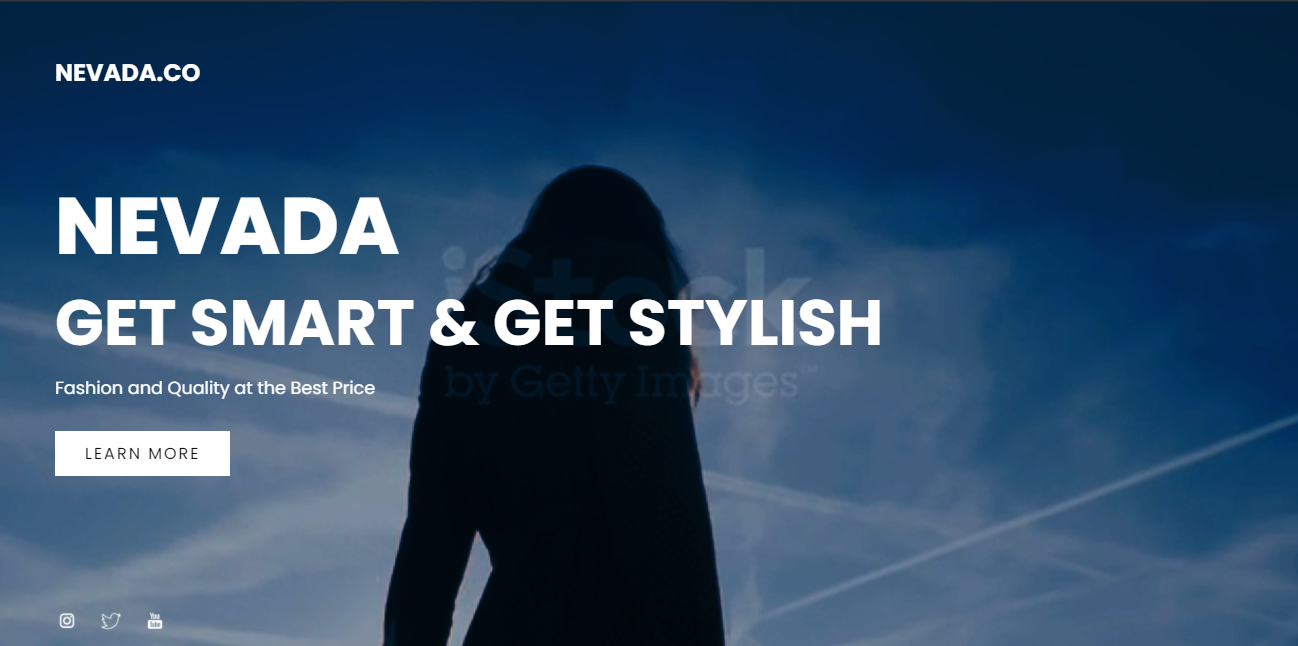 NEVADA.CO
NEVADA
iStock
GET SMART & GET STYLISH
by Getty Images™
Fashion and Quality at the Best Price
LEARN MORE
You
Tube